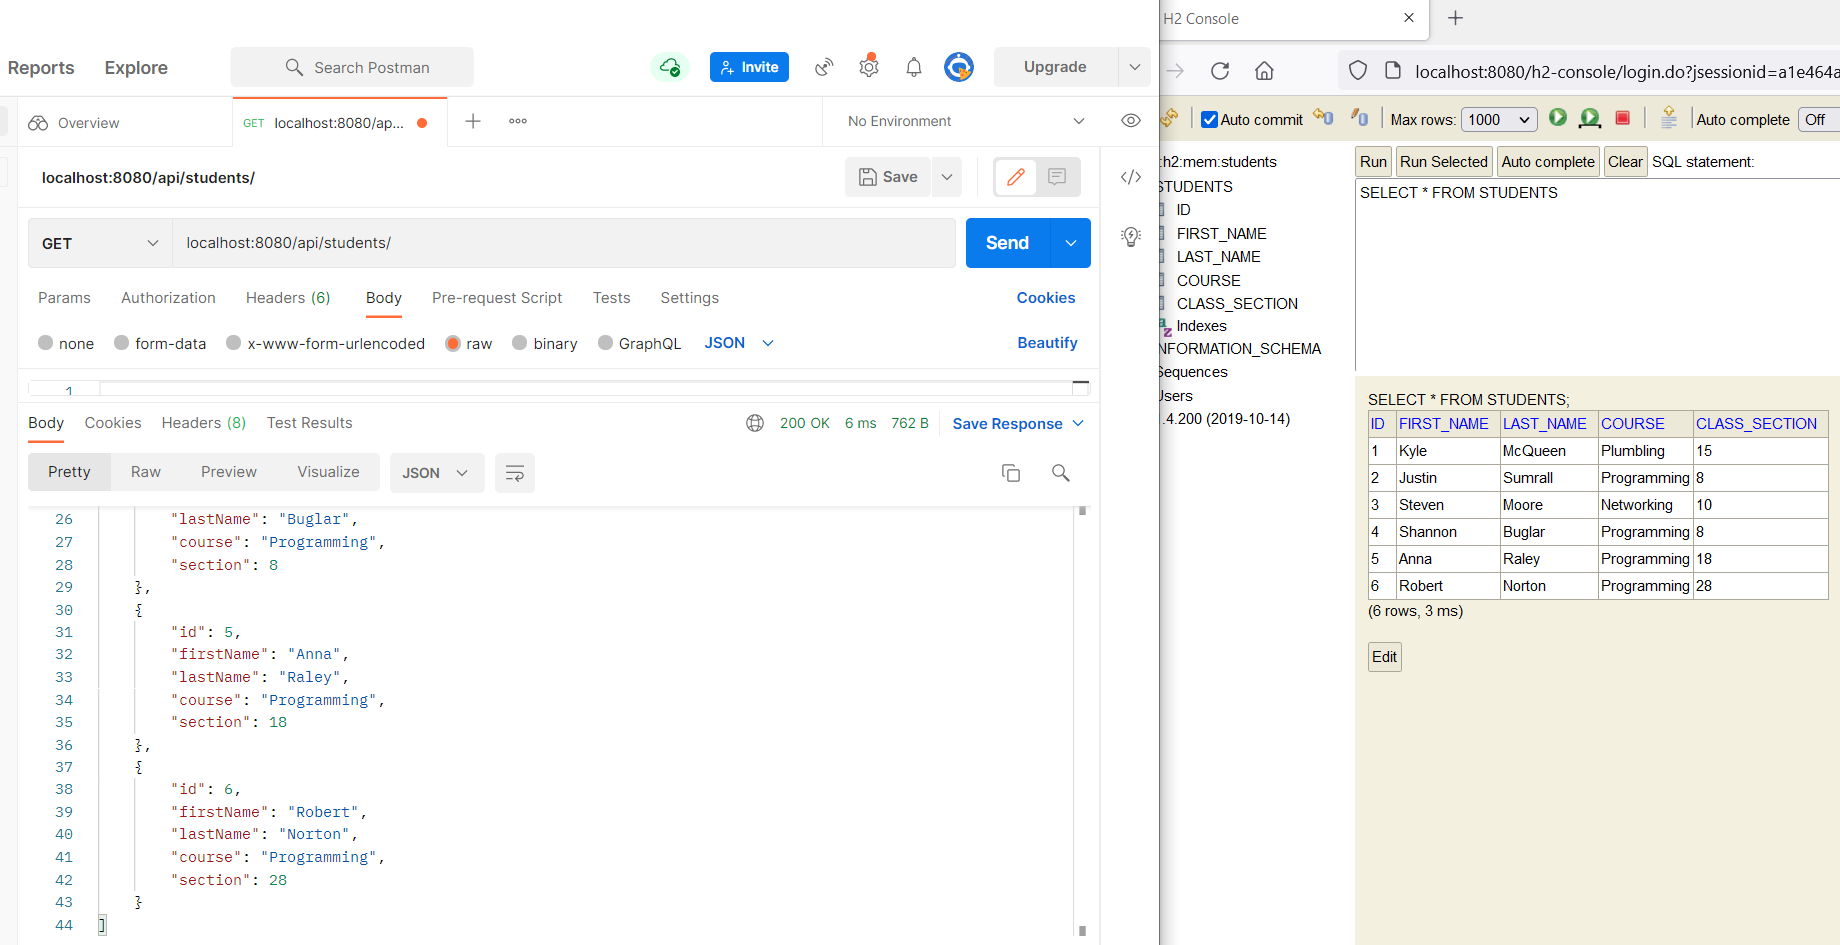 Reports Explore Search Postman Invite Upgrade
Overview GET localhost:8080/ap... No Environment
localhost:8080/api/students/ Save
GET localhost:8080/api/students/ Send
Params Authorization Headers (6) Body Pre-request Script Tests Settings Cookies
none form-data x-www-form-urlencoded raw binary GraphQL JSON Beautify
1
Body Cookies Headers (8) Test Results 200 OK 6 ms 762 B Save Response
Pretty Raw Preview Visualize JSON
26 "lastName": "Buglar",
27 "course": "Programming",
28 "section": 8
29 },
30 {
31 "id": 5,
32 "firstName": "Anna",
33 "lastName": "Raley",
34 "course": "Programming",
35 "section": 18
36 },
37 {
38 "id": 6,
39 "firstName": "Robert",
40 "lastName": "Norton",
41 "course": "Programming",
42 "section": 28
43 }
44 ]
H2 Console
localhost:8080/h2-console/login.do?jsessionid=a1e464a
Auto commit Max rows: 1000 Auto complete Off
:h2:mem:students
STUDENTS
ID
FIRST_NAME
LAST_NAME
COURSE
CLASS_SECTION
Indexes
NFORMATION_SCHEMA
Sequences
Users
.4.200 (2019-10-14)
Run Run Selected Auto complete Clear SQL statement:
SELECT * FROM STUDENTS
SELECT * FROM STUDENTS;
ID FIRST_NAME LAST_NAME COURSE CLASS_SECTION
1 Kyle McQueen Plumbling 15
2 Justin Sumrall Programming 8
3 Steven Moore Networking 10
4 Shannon Buglar Programming 8
5 Anna Raley Programming 18
6 Robert Norton Programming 28
(6 rows, 3 ms)
Edit